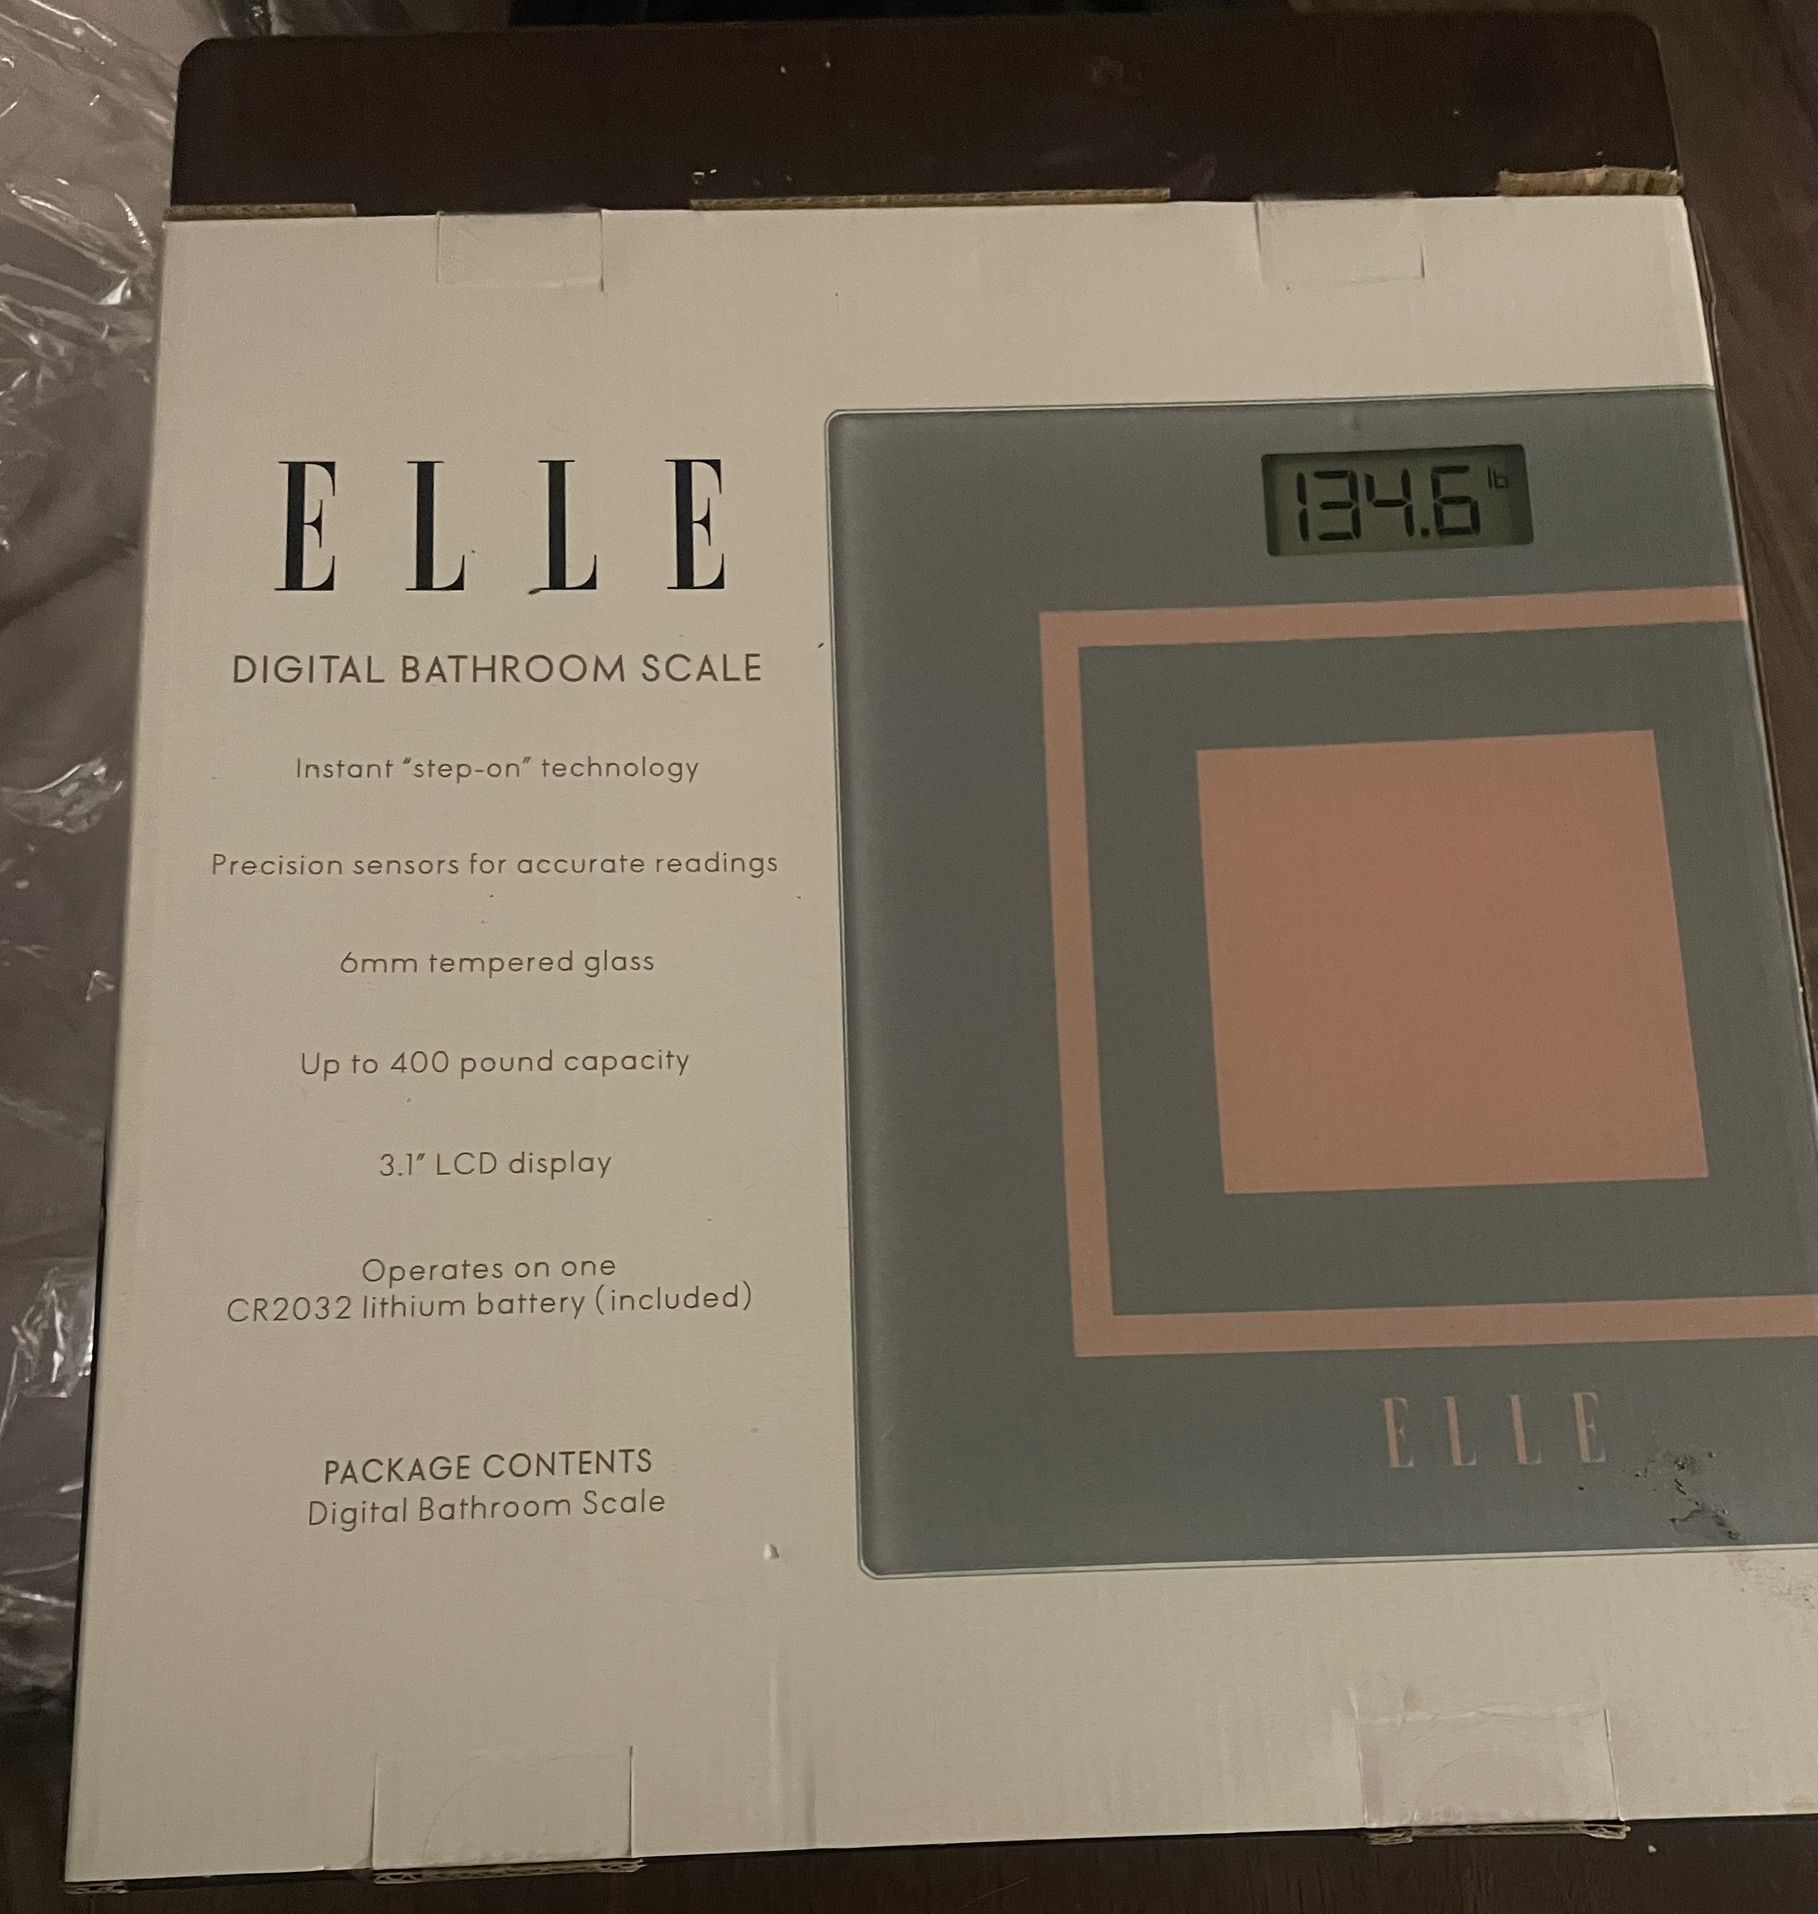 ELLE
DIGITAL BATHROOM SCALE
Instant "step-on" technology
Precision sensors for accurate readings
6mm tempered glass
Up to 400 pound capacity
3.1" LCD display
Operates on one
CR2032 lithium battery (included)
PACKAGE CONTENTS
Digital Bathroom Scale
134.6 lb
ELLE